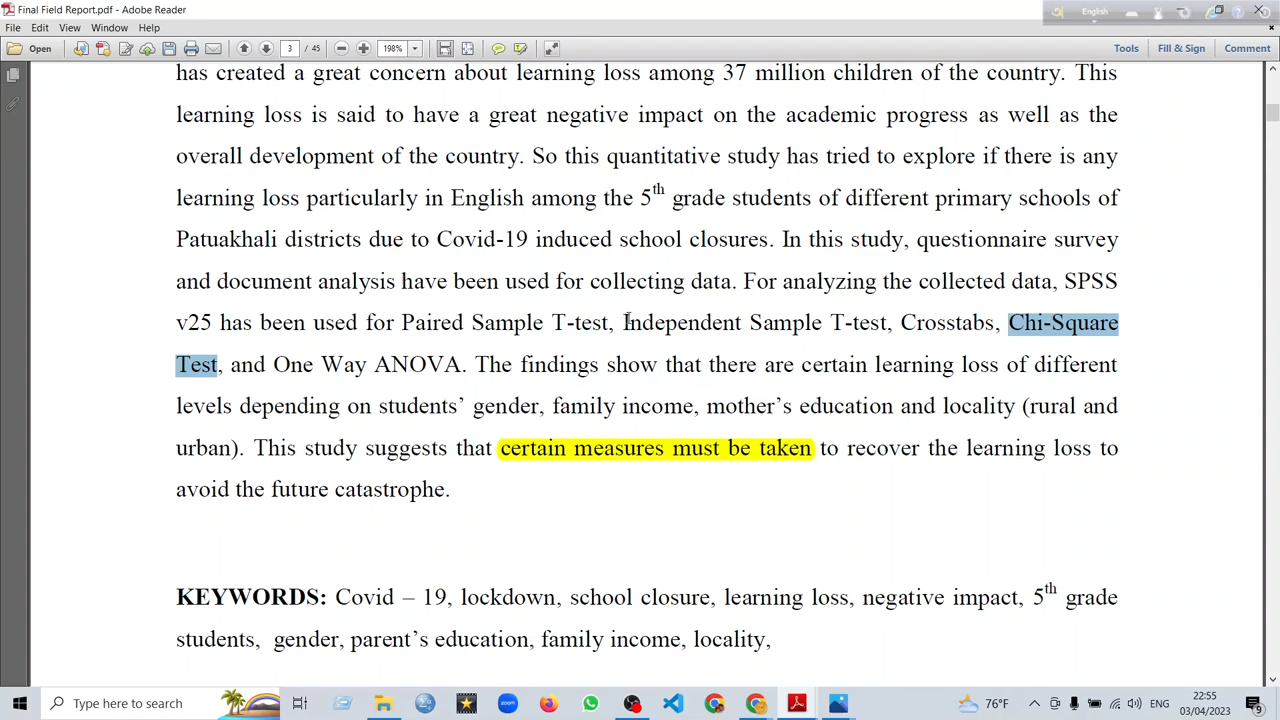 Final Field Report.pdf - Adobe Reader
English
File Edit View Window Help
Open 3 / 45 198% Tools Fill & Sign Comment
has created a great concern about learning loss among 37 million children of the country. This
learning loss is said to have a great negative impact on the academic progress as well as the
overall development of the country. So this quantitative study has tried to explore if there is any
learning loss particularly in English among the 5th grade students of different primary schools of
Patuakhali districts due to Covid-19 induced school closures. In this study, questionnaire survey
and document analysis have been used for collecting data. For analyzing the collected data, SPSS
v25 has been used for Paired Sample T-test, Independent Sample T-test, Crosstabs, Chi-Square
Test, and One Way ANOVA. The findings show that there are certain learning loss of different
levels depending on students’ gender, family income, mother’s education and locality (rural and
urban). This study suggests that certain measures must be taken to recover the learning loss to
avoid the future catastrophe.
KEYWORDS: Covid – 19, lockdown, school closure, learning loss, negative impact, 5th grade
students, gender, parent’s education, family income, locality,
Type here to search
zoom
76°F
ENG
22:55
03/04/2023
9